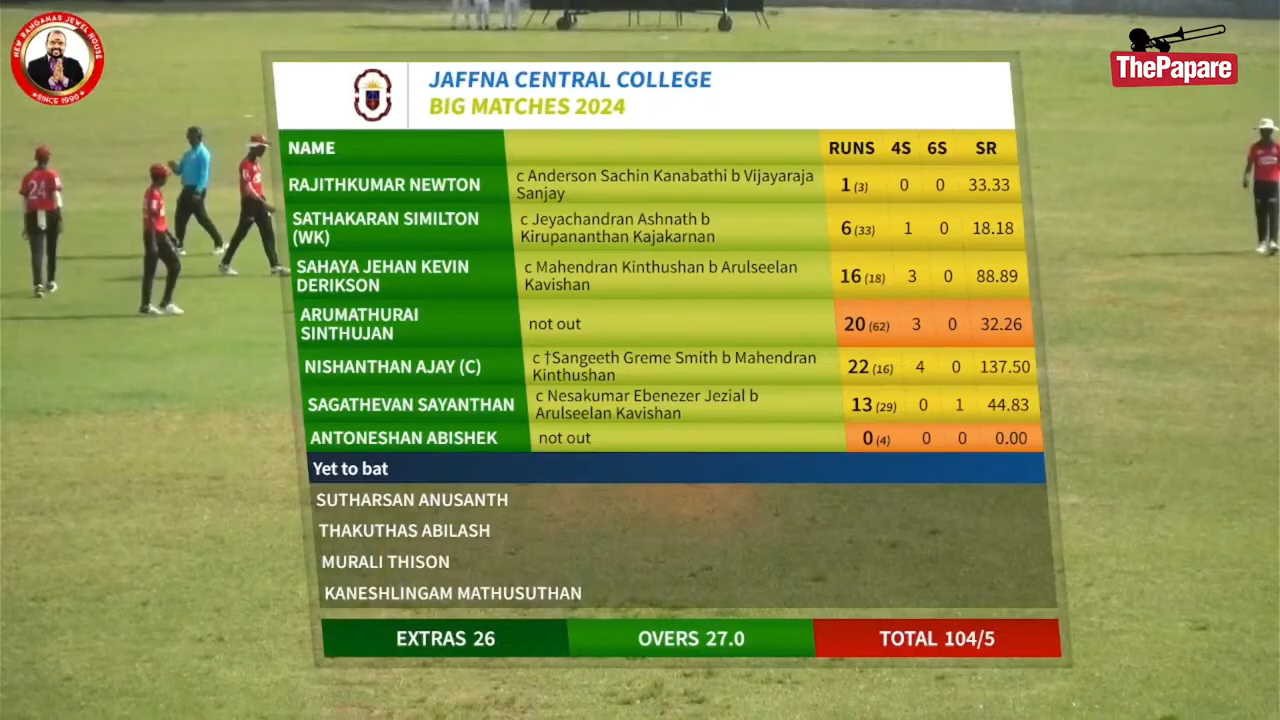 NEW RANGANAS JEWEL HOUSE
★SINCE 1990★
ThePapare
JAFFNA CENTRAL COLLEGE
BIG MATCHES 2024
NAME RUNS 4S 6S SR
RAJITHKUMAR NEWTON c Anderson Sachin Kanabathi b Vijayaraja Sanjay 1 (3) 0 0 33.33
SATHAKARAN SIMILTON (WK) c Jeyachandran Ashnath b Kirupananthan Kajakarnan 6 (33) 1 0 18.18
SAHAYA JEHAN KEVIN DERIKSON c Mahendran Kinthushan b Arulseelan Kavishan 16 (18) 3 0 88.89
ARUMATHURAI SINTHUJAN not out 20 (62) 3 0 32.26
NISHANTHAN AJAY (C) c †Sangeeth Greme Smith b Mahendran Kinthushan 22 (16) 4 0 137.50
SAGATHEVAN SAYANTHAN c Nesakumar Ebenezer Jezial b Arulseelan Kavishan 13 (29) 0 1 44.83
ANTONESHAN ABISHEK not out 0 (4) 0 0 0.00
Yet to bat
SUTHARSAN ANUSANTH
THAKUTHAS ABILASH
MURALI THISON
KANESHLINGAM MATHUSUTHAN
EXTRAS 26 OVERS 27.0 TOTAL 104/5
24